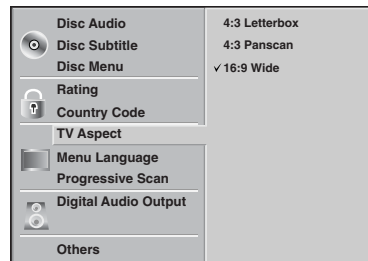 Disc Audio
Disc Subtitle
Disc Menu
Rating
Country Code
TV Aspect
Menu Language
Progressive Scan
Digital Audio Output
Others
4:3 Letterbox
4:3 Panscan
✓ 16:9 Wide